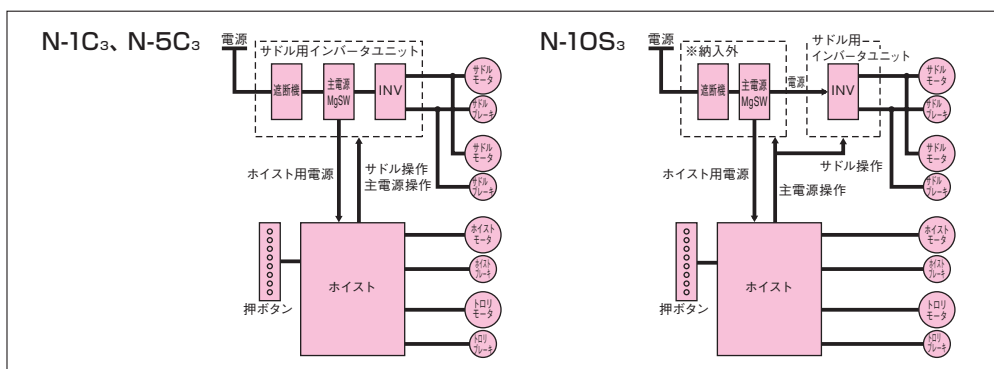 N-1C₃、N-5C₃
電源
サドル用インバータユニット
遮断機
主電源
MgSW
INV
サドル
モータ
サドル
ブレーキ
サドル
モータ
サドル
ブレーキ
ホイスト用電源
サドル操作
主電源操作
ホイスト
押ボタン
ホイスト
モータ
ホイスト
ブレーキ
トロリ
モータ
トロリ
ブレーキ
N-10S₃
電源
※納入外
遮断機
主電源
MgSW
電源
サドル用
インバータユニット
INV
サドル
モータ
サドル
ブレーキ
サドル
モータ
サドル
ブレーキ
ホイスト用電源
サドル操作
主電源操作
ホイスト
押ボタン
ホイスト
モータ
ホイスト
ブレーキ
トロリ
モータ
トロリ
ブレーキ